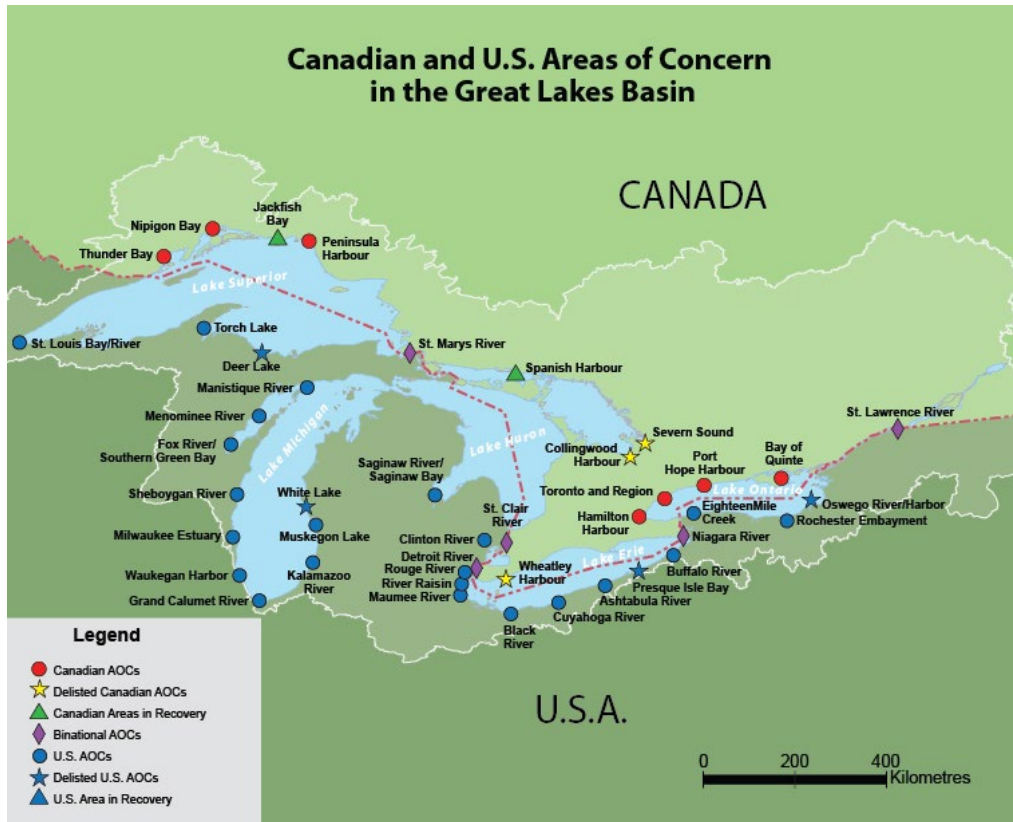 Canadian and U.S. Areas of Concern
in the Great Lakes Basin
CANADA
Jackfish
Bay
Nipigon Bay
Peninsula
Harbour
Thunder Bay
Lake Superior
Torch Lake
St. Louis Bay/River
St. Marys River
Deer Lake
Spanish Harbour
Manistique River
Menominee River
St. Lawrence River
Lake Michigan
Lake Huron
Severn Sound
Fox River/
Southern Green Bay
Collingwood
Harbour
Bay of
Quinte
Port
Hope Harbour
Saginaw River/
Saginaw Bay
Sheboygan River
White Lake
Toronto and Region
Lake Ontario
Oswego River/Harbor
EighteenMile
Creek
St. Clair
River
Hamilton
Harbour
Rochester Embayment
Milwaukee Estuary
Muskegon Lake
Clinton River
Niagara River
Detroit River
Lake Erie
Rouge River
Wheatley
Harbour
Buffalo River
Waukegan Harbor
Kalamazoo
River
River Raisin
Presque Isle Bay
Maumee River
Ashtabula River
Grand Calumet River
Cuyahoga River
Black
River
U.S.A.
Legend
Canadian AOCs
Delisted Canadian AOCs
Canadian Areas in Recovery
Binational AOCs
U.S. AOCs
Delisted U.S. AOCs
U.S. Area in Recovery
0 200 400
Kilometres